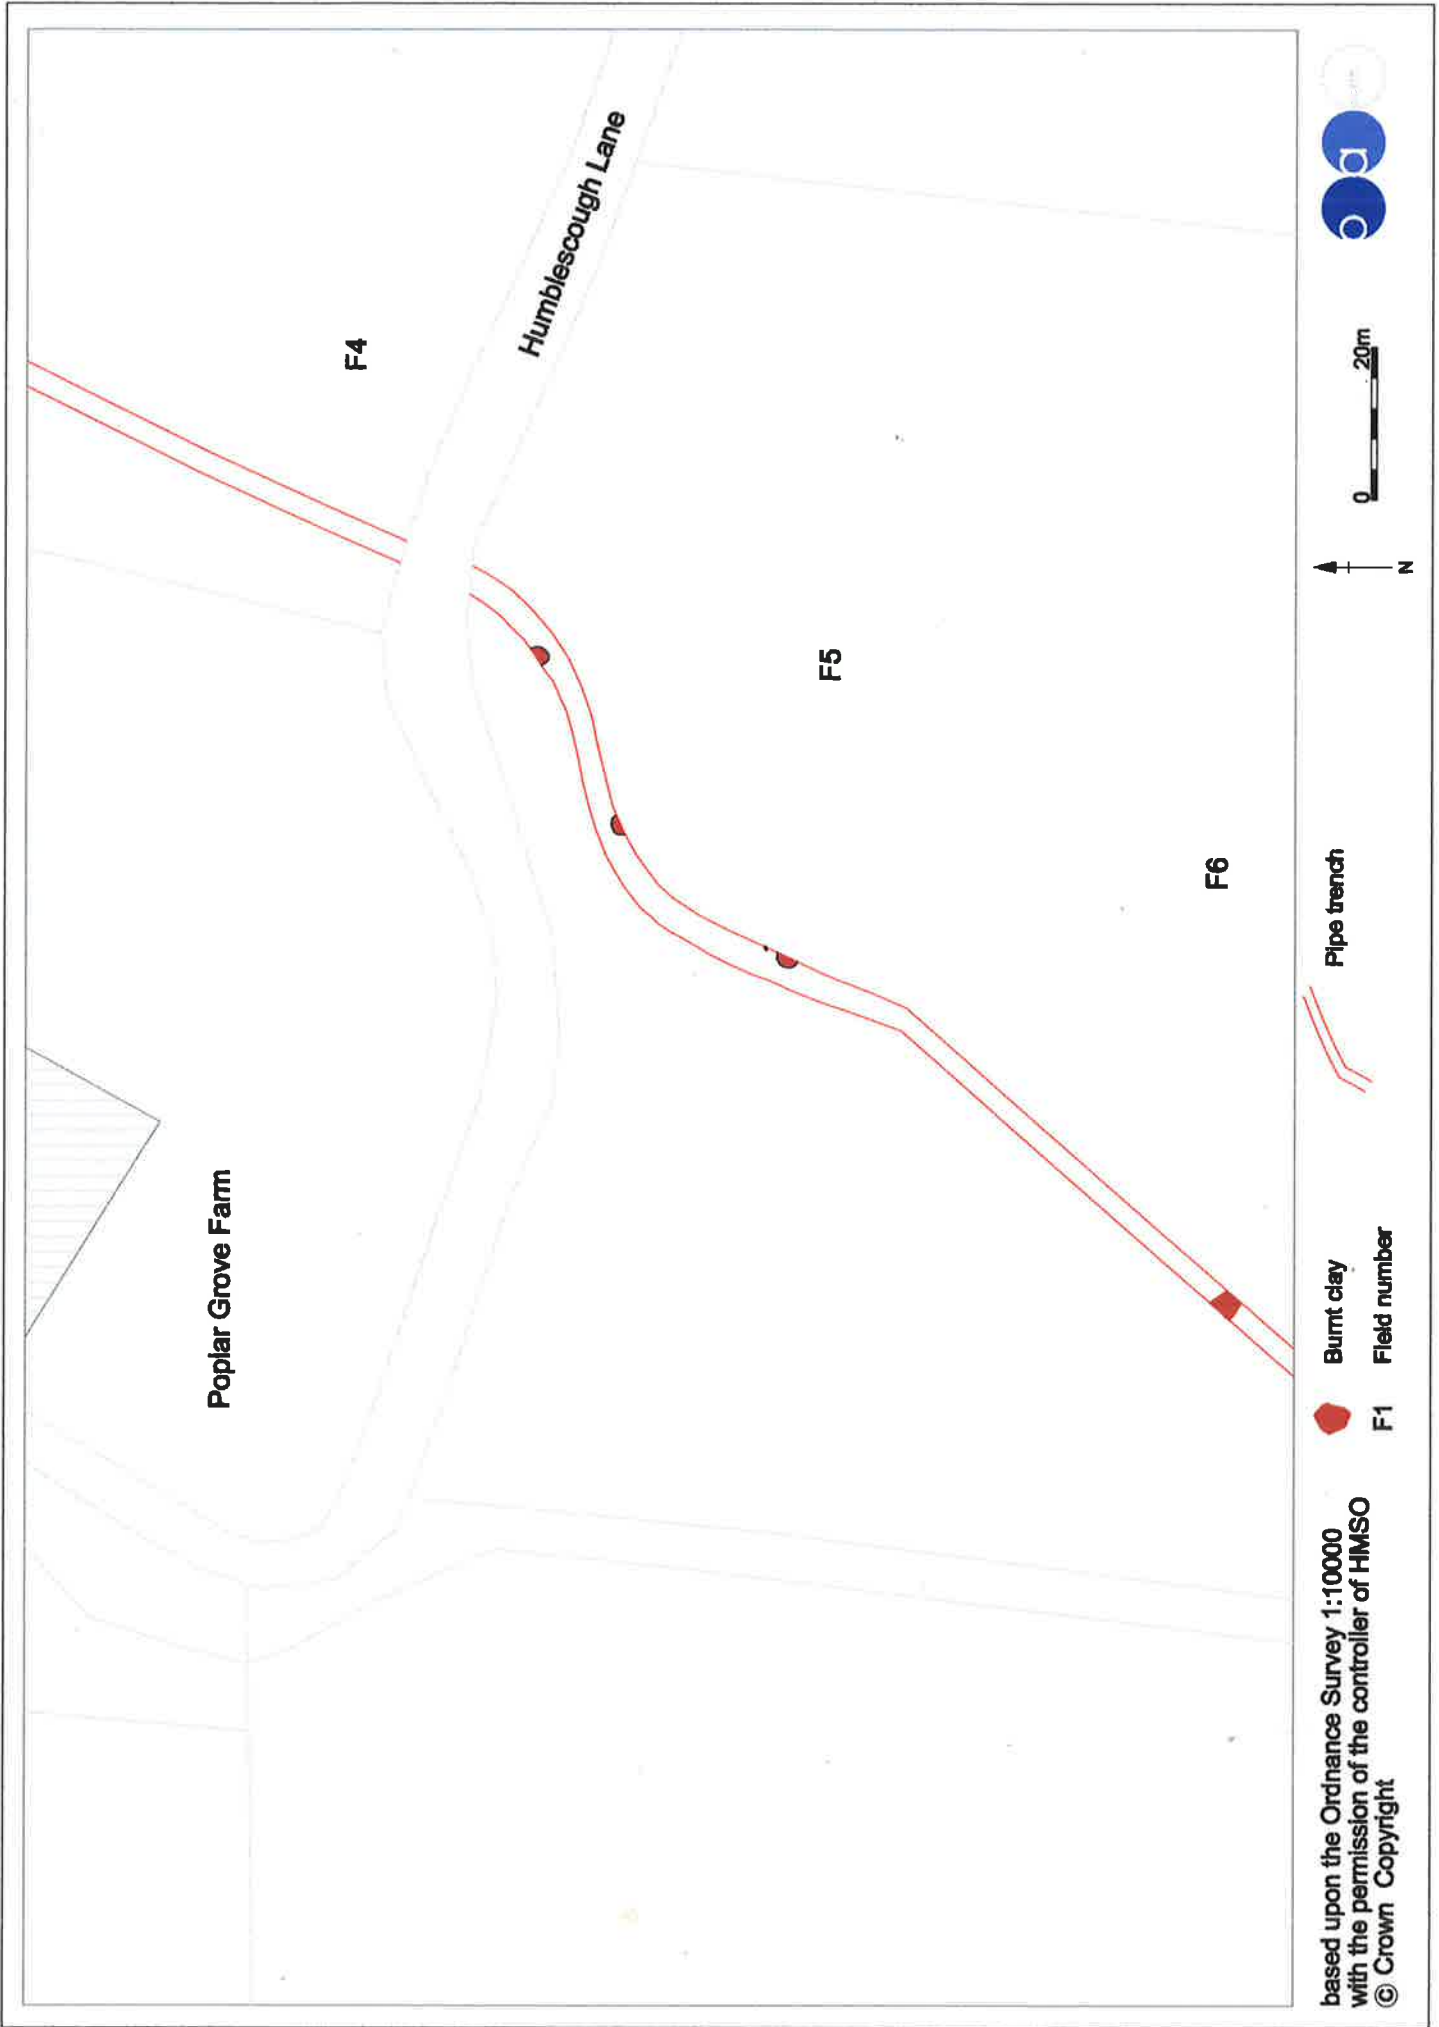 Poplar Grove Farm
F4
Humblescough Lane
F5
F6
based upon the Ordnance Survey 1:10000
with the permission of the controller of HMSO
© Crown Copyright
Burnt clay
F1 Field number
Pipe trench
N
0 20m
c a